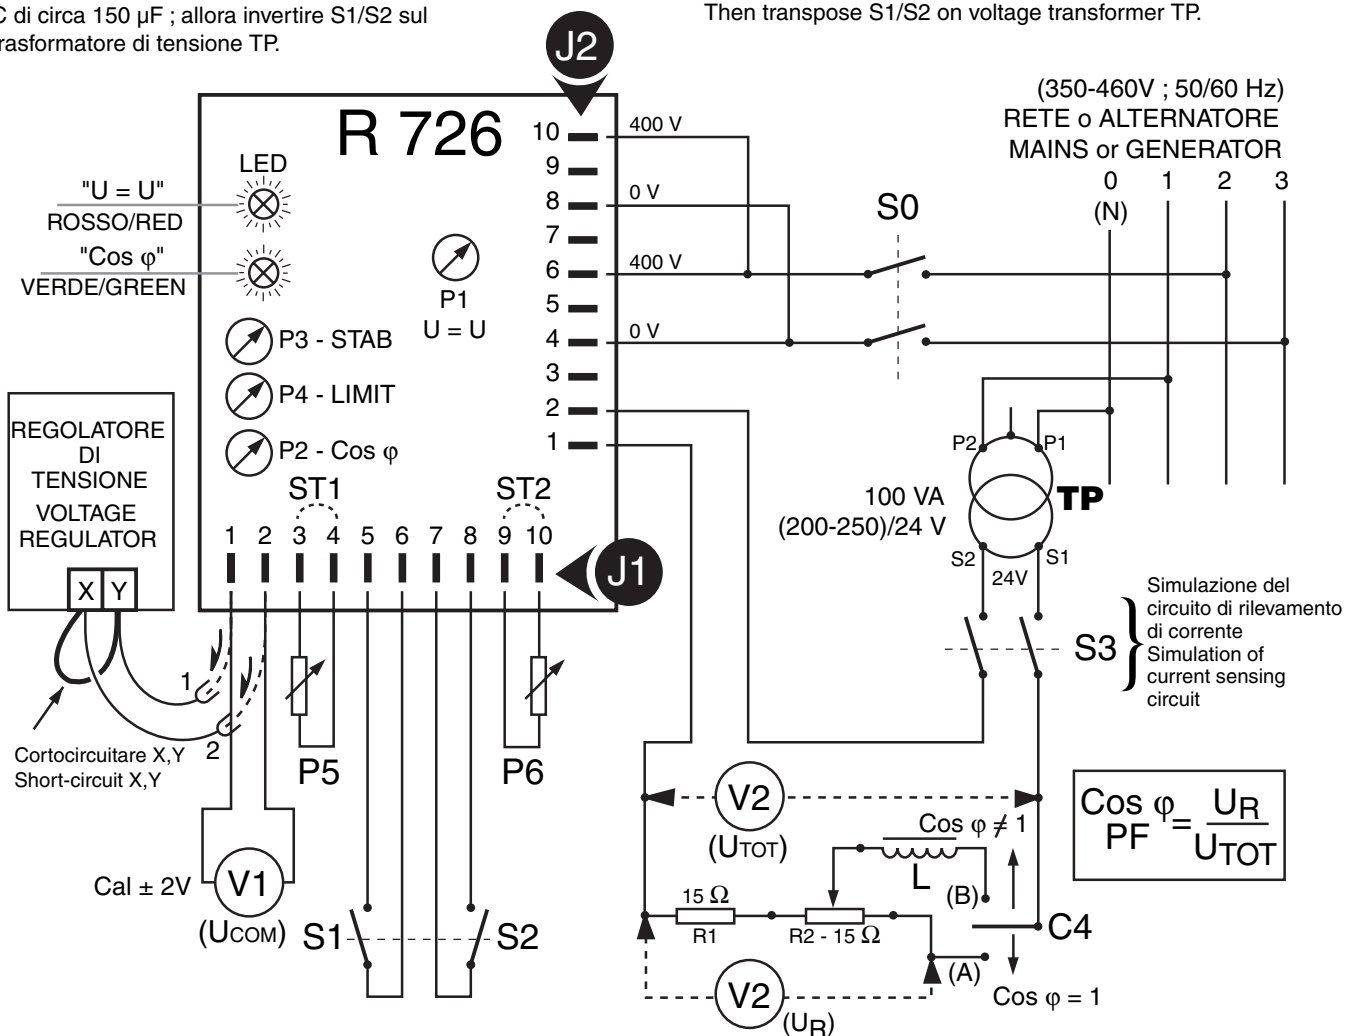 C di circa 150 µF ; allora invertire S1/S2 sul
trasformatore di tensione TP.
Then transpose S1/S2 on voltage transformer TP.
J2
R 726
LED
"U = U"
ROSSO/RED
"Cos φ"
VERDE/GREEN
P1
U = U
P3 - STAB
P4 - LIMIT
P2 - Cos φ
ST1
ST2
10
9
8
7
6
5
4
3
2
1
400 V
0 V
400 V
0 V
S0
(350-460V ; 50/60 Hz)
RETE o ALTERNATORE
MAINS or GENERATOR
0 1 2 3
(N)
REGOLATORE
DI
TENSIONE
VOLTAGE
REGULATOR
X Y
1 2 3 4 5 6 7 8 9 10
J1
P2 P1
100 VA
(200-250)/24 V
TP
S2 S1
24V
S3
Simulazione del
circuito di rilevamento
di corrente
Simulation of
current sensing
circuit
1
2
Cortocircuitare X,Y
Short-circuit X,Y
P5
P6
Cal ± 2V
V1
(UCOM)
S1
S2
V2
(UTOT)
Cos φ ≠ 1
L
(B)
15 Ω
R1
R2 - 15 Ω
C4
(A)
Cos φ = 1
V2
(UR)
Cos φ
PF
=
UR
UTOT